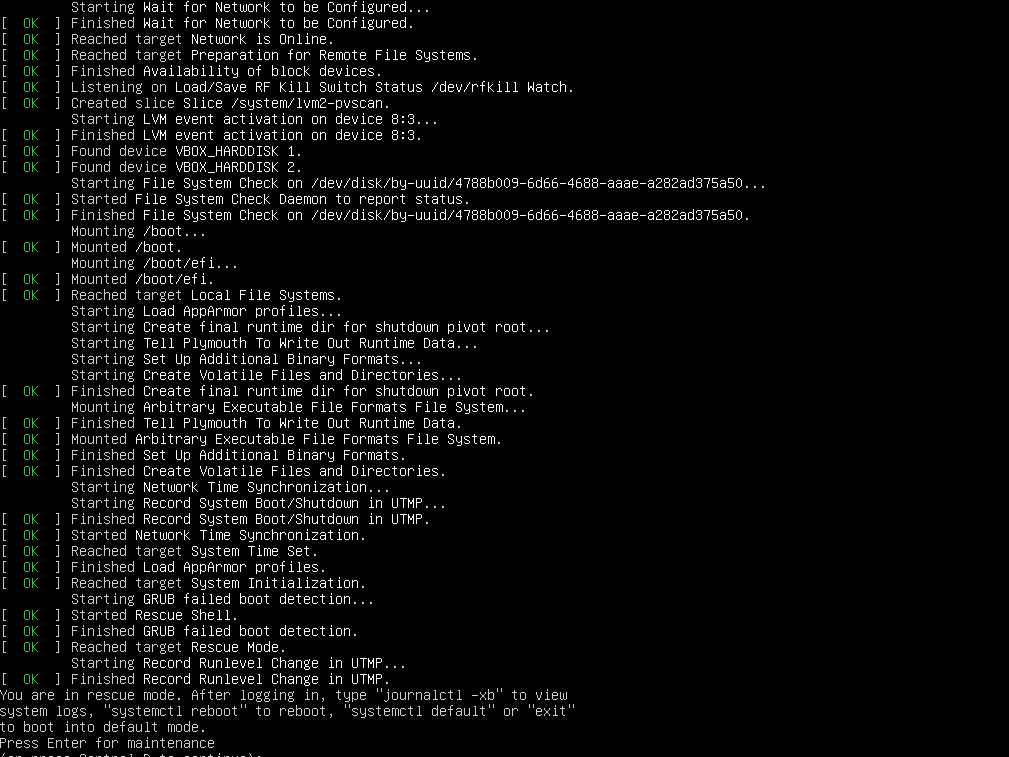 Starting Wait for Network to be Configured...
[  OK  ] Finished Wait for Network to be Configured.
[  OK  ] Reached target Network is Online.
[  OK  ] Reached target Preparation for Remote File Systems.
[  OK  ] Finished Availability of block devices.
[  OK  ] Listening on Load/Save RF Kill Switch Status /dev/rfkill Watch.
[  OK  ] Created slice Slice /system/lvm2-pvscan.
Starting LVM event activation on device 8:3...
[  OK  ] Finished LVM event activation on device 8:3.
[  OK  ] Found device VBOX_HARDDISK 1.
[  OK  ] Found device VBOX_HARDDISK 2.
Starting File System Check on /dev/disk/by-uuid/4788b009-6d66-4688-aaae-a282ad375a50...
[  OK  ] Started File System Check Daemon to report status.
[  OK  ] Finished File System Check on /dev/disk/by-uuid/4788b009-6d66-4688-aaae-a282ad375a50.
Mounting /boot...
[  OK  ] Mounted /boot.
Mounting /boot/efi...
[  OK  ] Mounted /boot/efi.
[  OK  ] Reached target Local File Systems.
Starting Load AppArmor profiles...
Starting Create final runtime dir for shutdown pivot root...
Starting Tell Plymouth To Write Out Runtime Data...
Starting Set Up Additional Binary Formats...
Starting Create Volatile Files and Directories...
[  OK  ] Finished Create final runtime dir for shutdown pivot root.
Mounting Arbitrary Executable File Formats File System...
[  OK  ] Finished Tell Plymouth To Write Out Runtime Data.
[  OK  ] Mounted Arbitrary Executable File Formats File System.
[  OK  ] Finished Set Up Additional Binary Formats.
[  OK  ] Finished Create Volatile Files and Directories.
Starting Network Time Synchronization...
Starting Record System Boot/Shutdown in UTMP...
[  OK  ] Finished Record System Boot/Shutdown in UTMP.
[  OK  ] Started Network Time Synchronization.
[  OK  ] Reached target System Time Set.
[  OK  ] Finished Load AppArmor profiles.
[  OK  ] Reached target System Initialization.
Starting GRUB failed boot detection...
[  OK  ] Started Rescue Shell.
[  OK  ] Finished GRUB failed boot detection.
[  OK  ] Reached target Rescue Mode.
Starting Record Runlevel Change in UTMP...
[  OK  ] Finished Record Runlevel Change in UTMP.
You are in rescue mode. After logging in, type "journalctl -xb" to view
system logs, "systemctl reboot" to reboot, "systemctl default" or "exit"
to boot into default mode.
Press Enter for maintenance